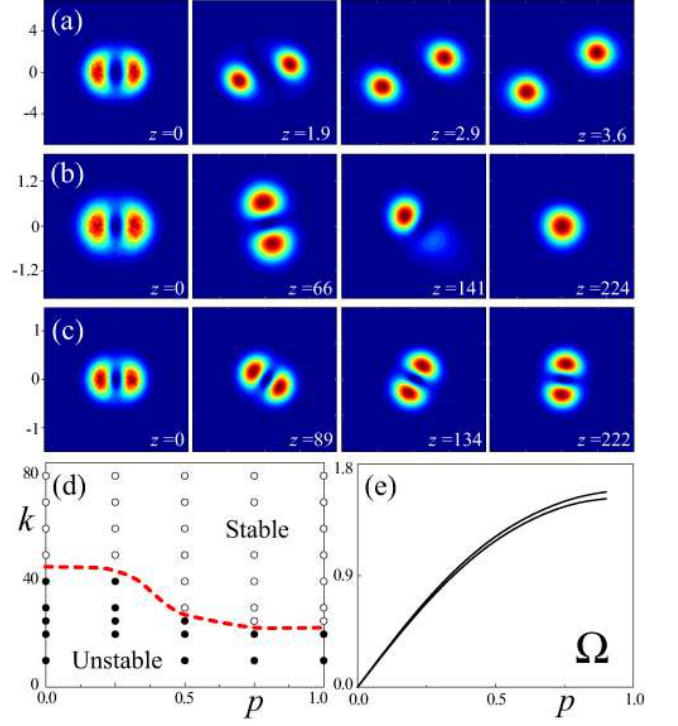 (a)
4
0
-4
z =0
z =1.9
z =2.9
z =3.6
(b)
1.2
0
-1.2
z =0
z =66
z =141
z =224
(c)
1
0
-1
z =0
z =89
z =134
z =222
(d)
80
k
40
0
Stable
Unstable
0.0
0.5
p
1.0
(e)
1.8
0.9
0.0
Ω
0.0
0.5
p
1.0